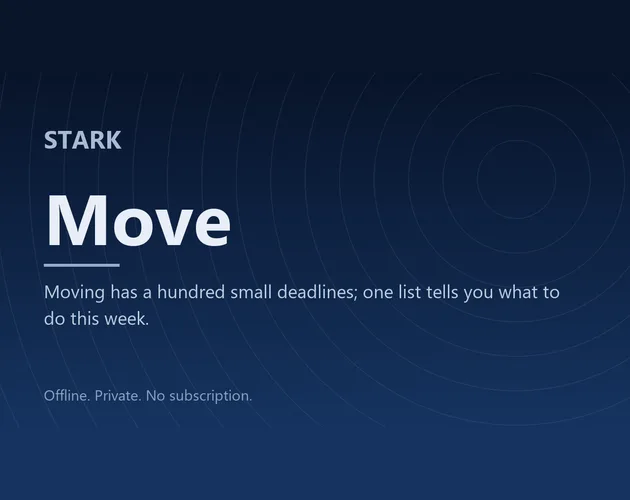 STARK
Move
Moving has a hundred small deadlines; one list tells you what to
do this week.
Offline. Private. No subscription.